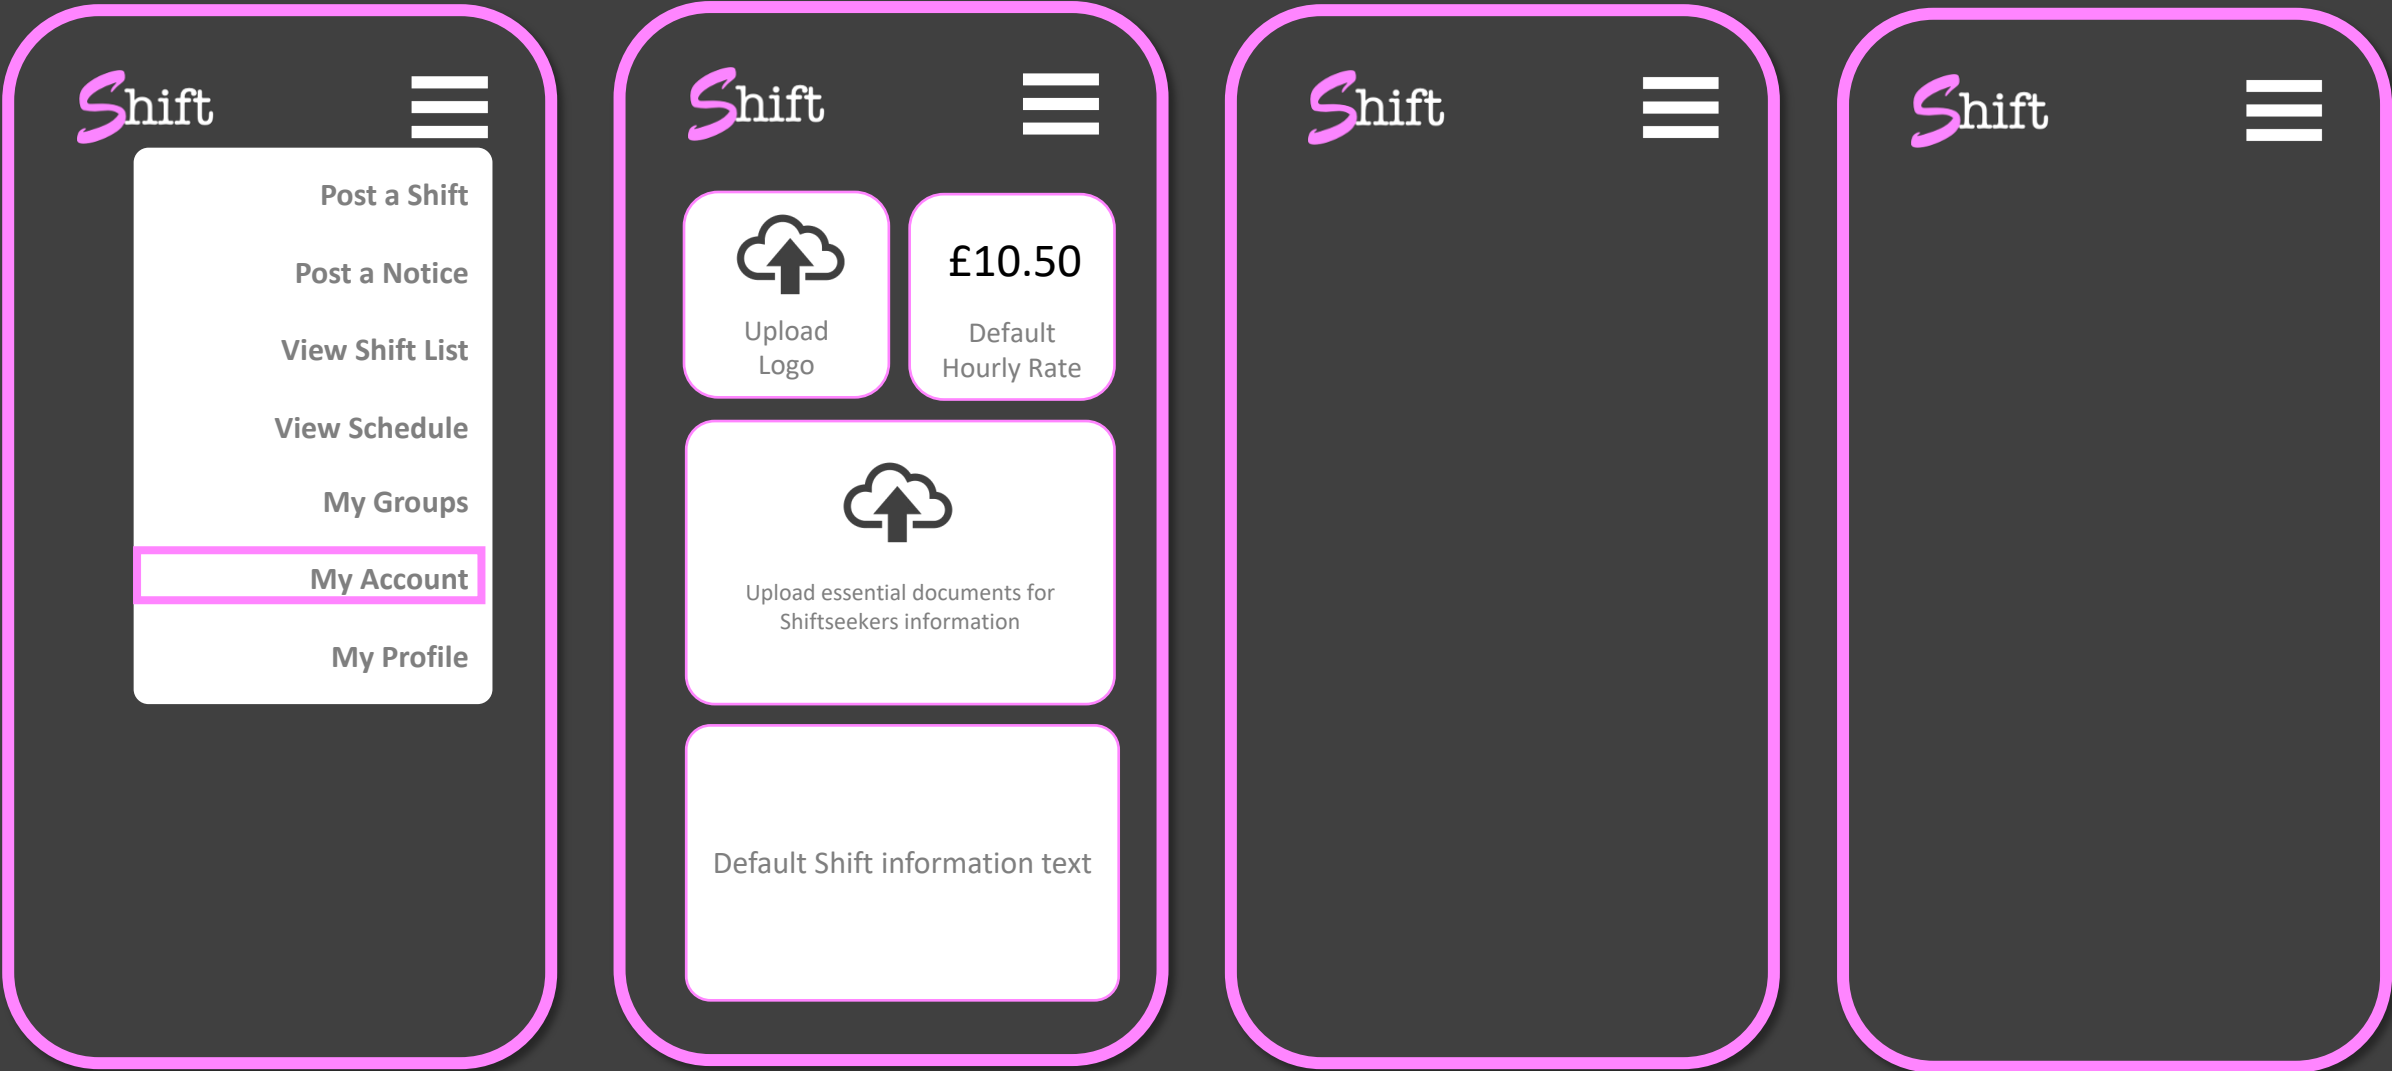 Shift
Post a Shift
Post a Notice
View Shift List
View Schedule
My Groups
My Account
My Profile
Shift
Upload
Logo
£10.50
Default
Hourly Rate
Upload essential documents for
Shiftseekers information
Default Shift information text
Shift
Shift